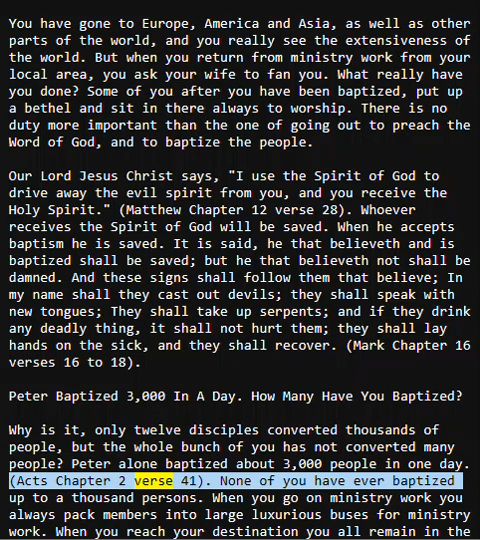 You have gone to Europe, America and Asia, as well as other
parts of the world, and you really see the extensiveness of
the world. But when you return from ministry work from your
local area, you ask your wife to fan you. What really have
you done? Some of you after you have been baptized, put up
a bethel and sit in there always to worship. There is no
duty more important than the one of going out to preach the
Word of God, and to baptize the people.
Our Lord Jesus Christ says, "I use the Spirit of God to
drive away the evil spirit from you, and you receive the
Holy Spirit." (Matthew Chapter 12 verse 28). Whoever
receives the Spirit of God will be saved. When he accepts
baptism he is saved. It is said, he that believeth and is
baptized shall be saved; but he that believeth not shall be
damned. And these signs shall follow them that believe; In
my name shall they cast out devils; they shall speak with
new tongues; They shall take up serpents; and if they drink
any deadly thing, it shall not hurt them; they shall lay
hands on the sick, and they shall recover. (Mark Chapter 16
verses 16 to 18).
Peter Baptized 3,000 In A Day. How Many Have You Baptized?
Why is it, only twelve disciples converted thousands of
people, but the whole bunch of you has not converted many
people? Peter alone baptized about 3,000 people in one day.
(Acts Chapter 2 verse 41). None of you have ever baptized
up to a thousand persons. When you go on ministry work you
always pack members into large luxurious buses for ministry
work. When you reach your destination you all remain in the